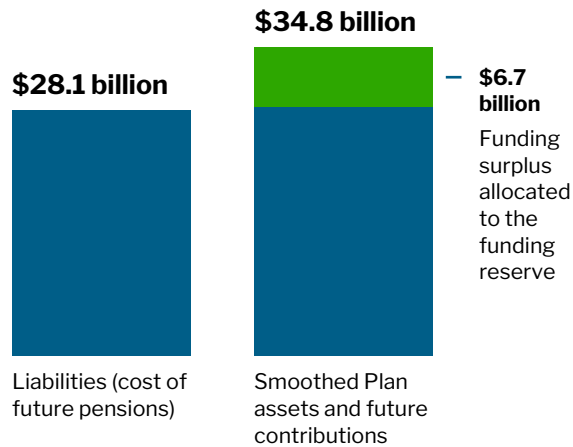 $28.1 billion
Liabilities (cost of
future pensions)
$34.8 billion
Smoothed Plan
assets and future
contributions
$6.7
billion
Funding
surplus
allocated
to the
funding
reserve